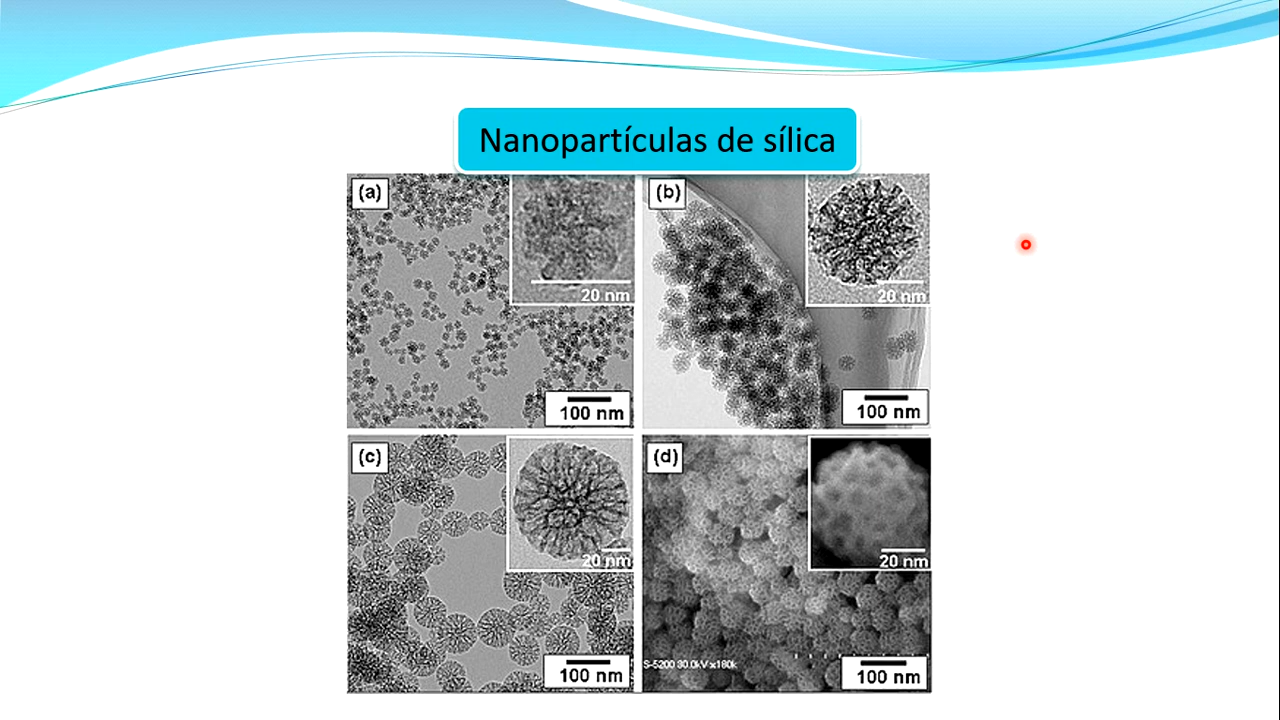 Nanopartículas de sílica
(a)
20 nm
100 nm
(b)
20 nm
100 nm
(c)
20 nm
100 nm
(d)
20 nm
S-5200 30.0kV x180k
100 nm